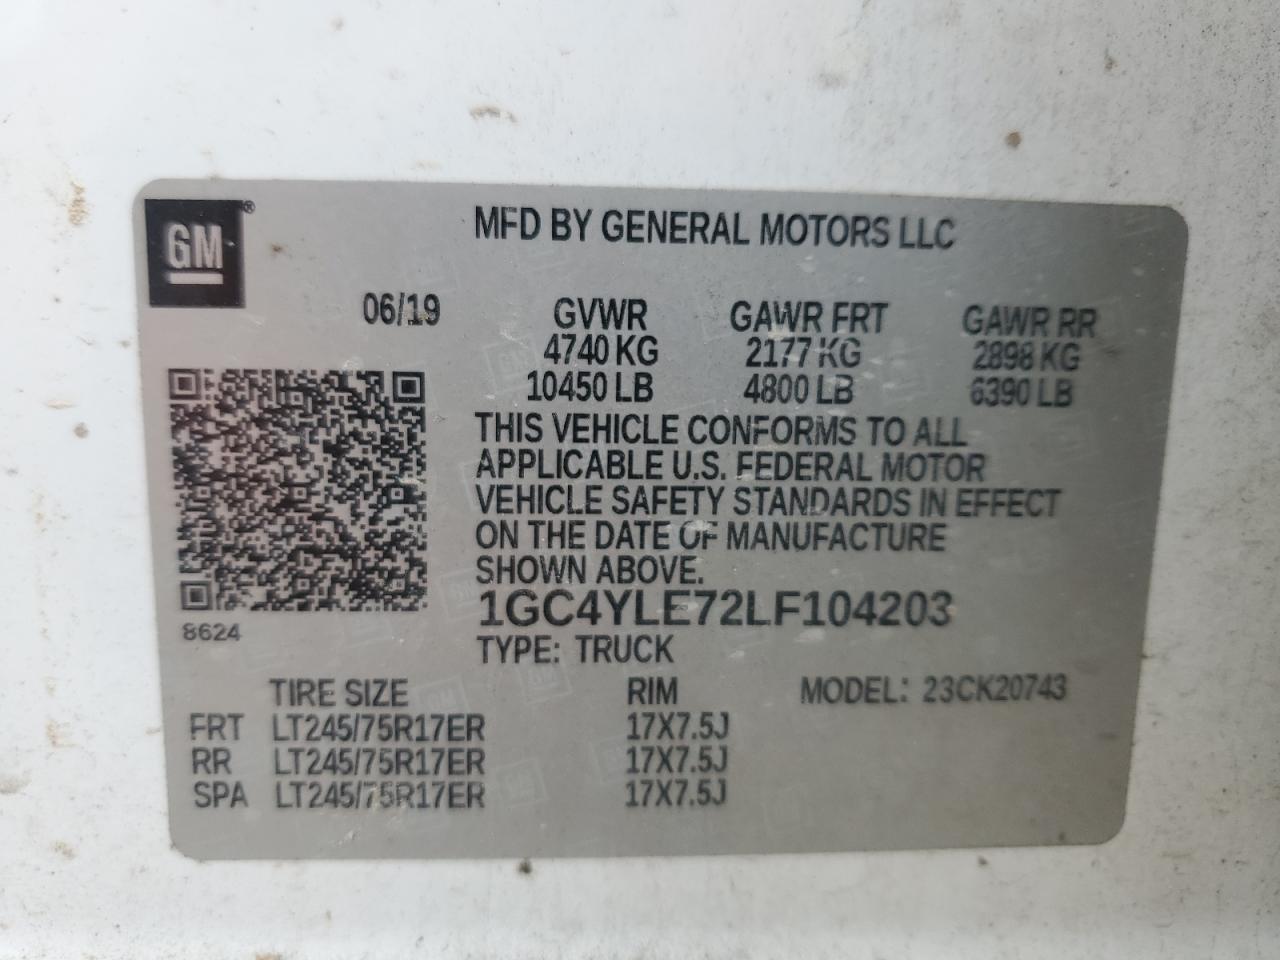 GM®
MFD BY GENERAL MOTORS LLC
06/19 GVWR GAWR FRT GAWR RR
4740 KG 2177 KG 2898 KG
10450 LB 4800 LB 6390 LB
THIS VEHICLE CONFORMS TO ALL
APPLICABLE U.S. FEDERAL MOTOR
VEHICLE SAFETY STANDARDS IN EFFECT
ON THE DATE OF MANUFACTURE
SHOWN ABOVE.
1GC4YLE72LF104203
8624
TYPE: TRUCK
TIRE SIZE RIM MODEL: 23CK20743
FRT LT245/75R17ER 17X7.5J
RR LT245/75R17ER 17X7.5J
SPA LT245/75R17ER 17X7.5J